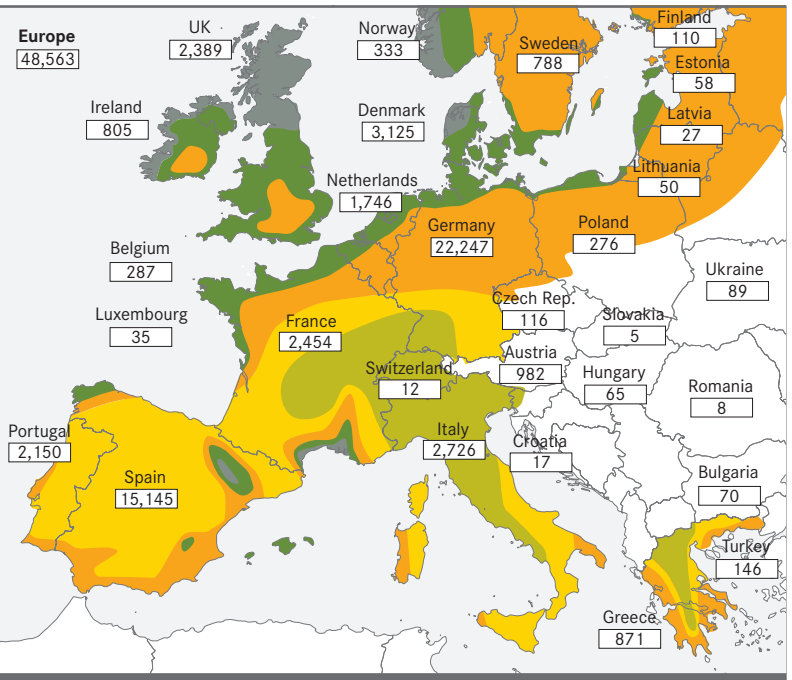 Europe
48,563
UK
2,389
Norway
333
Sweden
788
Finland
110
Estonia
58
Ireland
805
Denmark
3,125
Latvia
27
Lithuania
50
Netherlands
1,746
Germany
22,247
Poland
276
Belgium
287
Ukraine
89
Luxembourg
35
France
2,454
Czech Rep.
116
Slovakia
5
Switzerland
12
Austria
982
Hungary
65
Romania
8
Portugal
2,150
Spain
15,145
Italy
2,726
Croatia
17
Bulgaria
70
Turkey
146
Greece
871